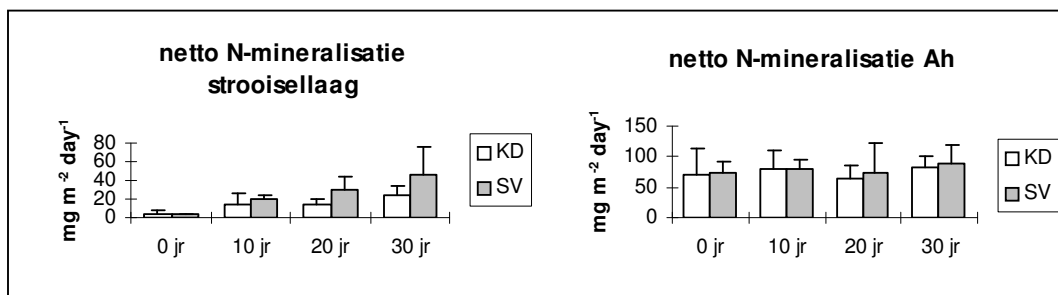 netto N-mineralisatie
strooisellaag
mg m⁻² day⁻¹
80
60
40
20
0
0 jr 10 jr 20 jr 30 jr
KD
SV
netto N-mineralisatie Ah
mg m⁻² day⁻¹
150
100
50
0
0 jr 10 jr 20 jr 30 jr
KD
SV